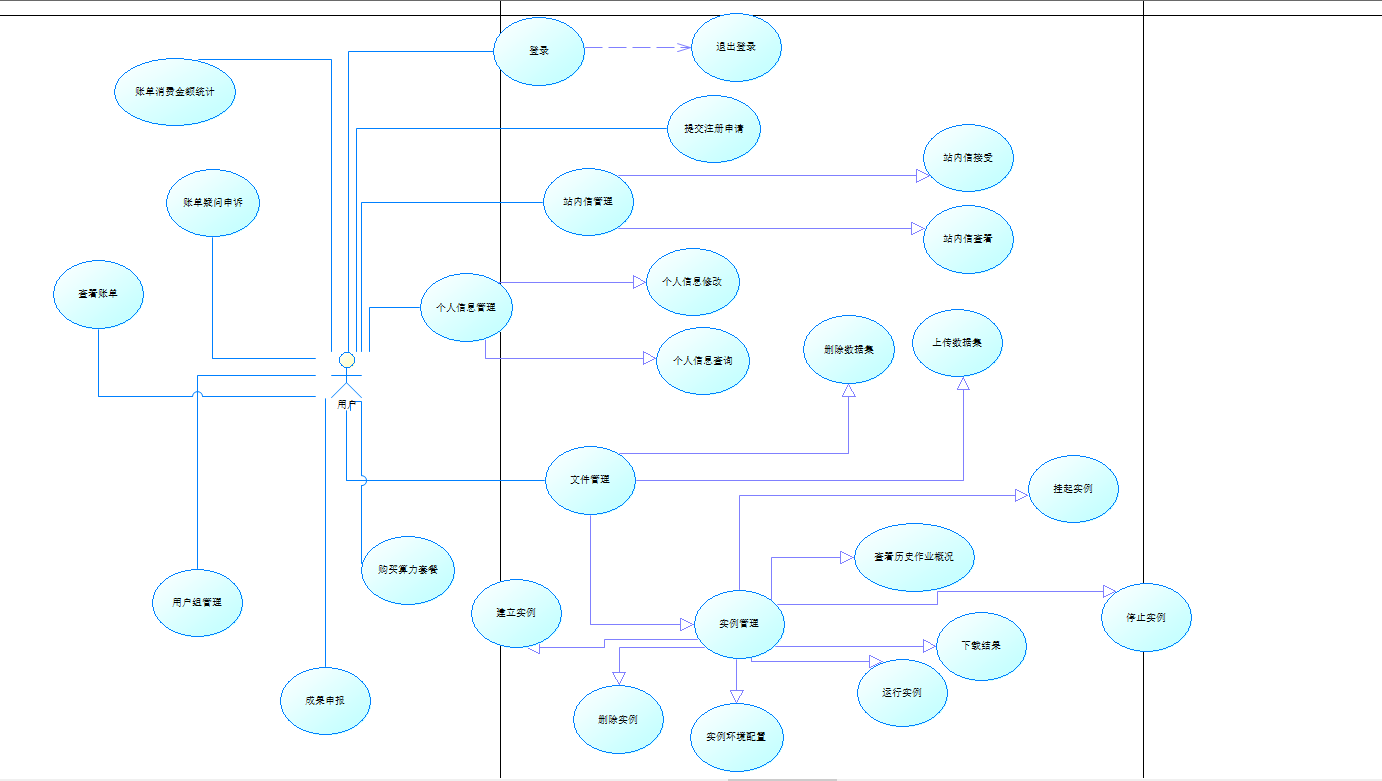 登录
退出登录
账单消费金额统计
提交注册申请
站内信接受
账单疑问申诉
站内信管理
站内信查看
个人信息修改
查看账单
个人信息管理
删除数据集
上传数据集
个人信息查询
用户
文件管理
挂起实例
查看历史作业概况
购买算力套餐
用户组管理
建立实例
实例管理
停止实例
下载结果
运行实例
成果申报
删除实例
实例环境配置